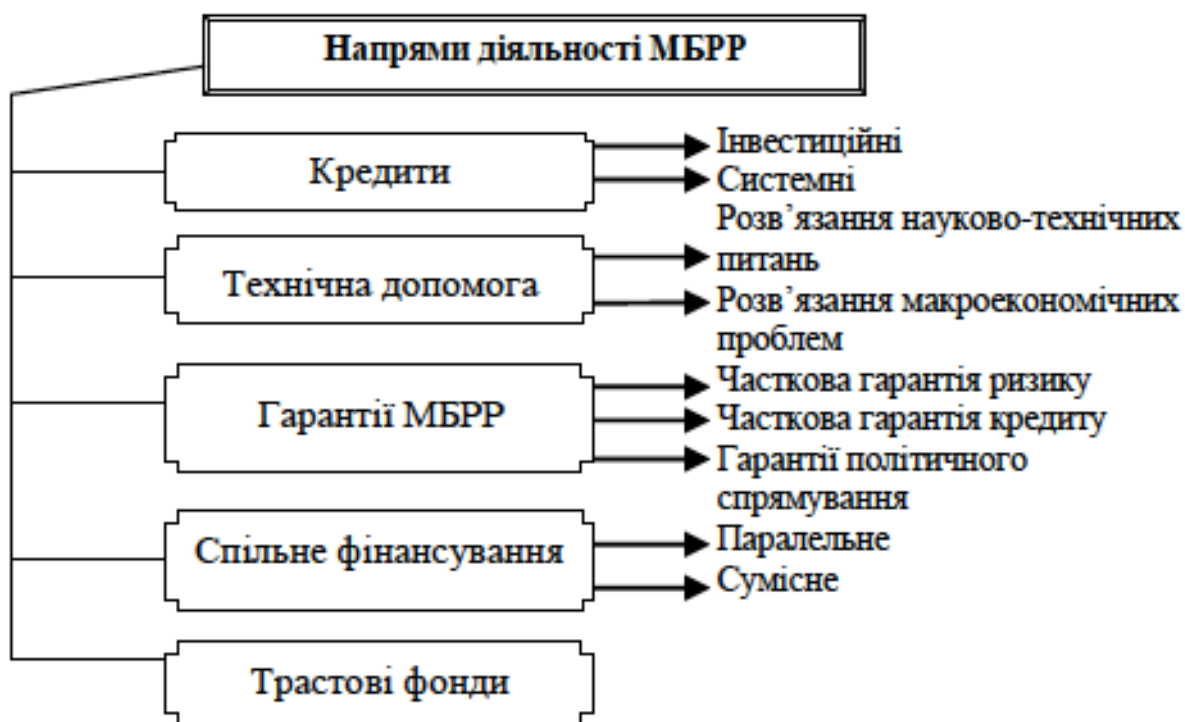 Напрями діяльності МБРР
Кредити
Інвестиційні
Системні
Технічна допомога
Розв’язання науково-технічних
питань
Розв’язання макроекономічних
проблем
Гарантії МБРР
Часткова гарантія ризику
Часткова гарантія кредиту
Гарантії політичного
спрямування
Спільне фінансування
Паралельне
Сумісне
Трастові фонди